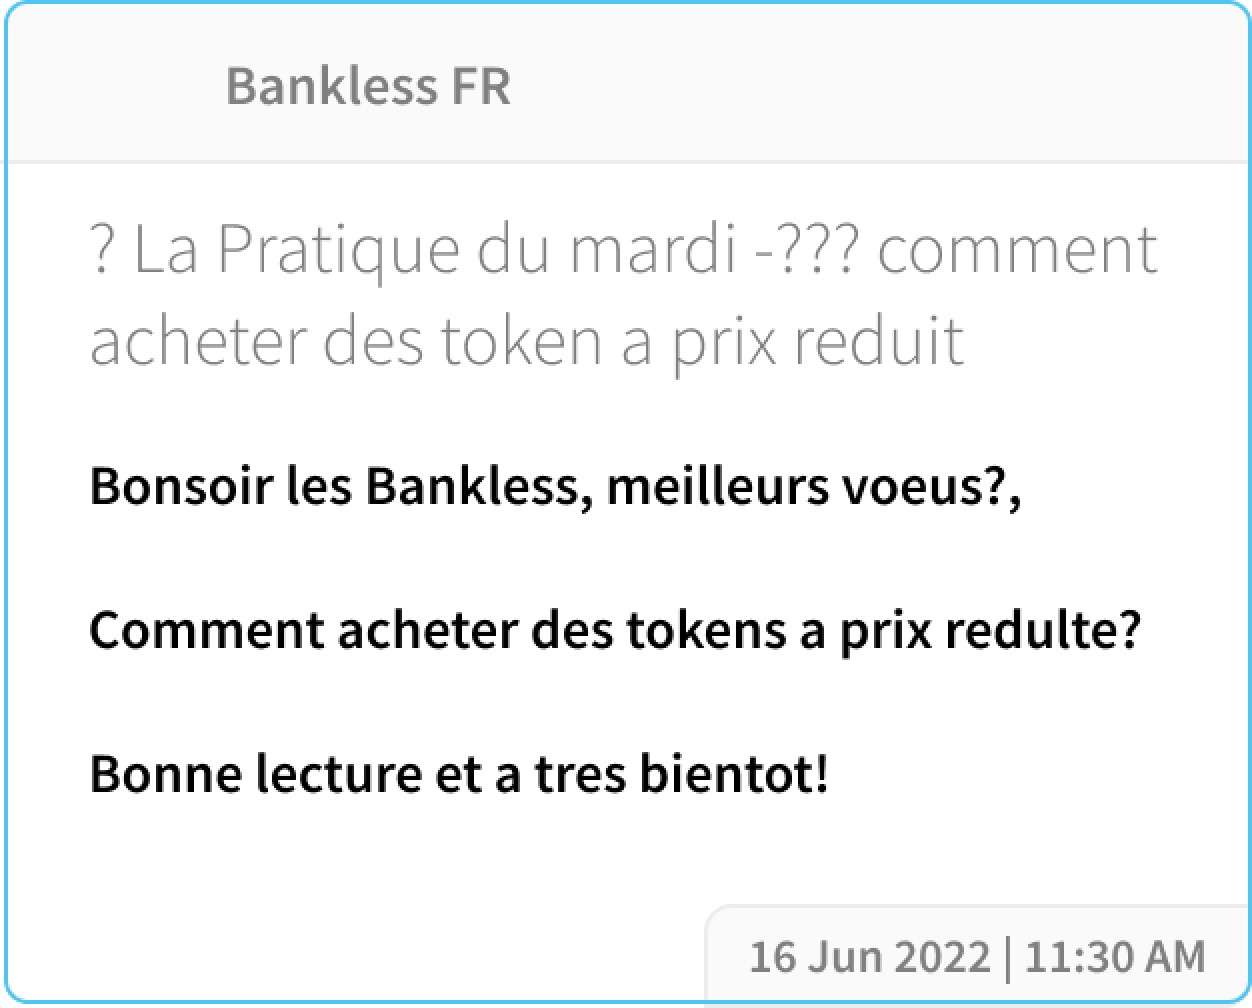 Bankless FR
? La Pratique du mardi -??? comment
acheter des token a prix reduit
Bonsoir les Bankless, meilleurs voeus?,
Comment acheter des tokens a prix redulte?
Bonne lecture et a tres bientot!
16 Jun 2022 | 11:30 AM